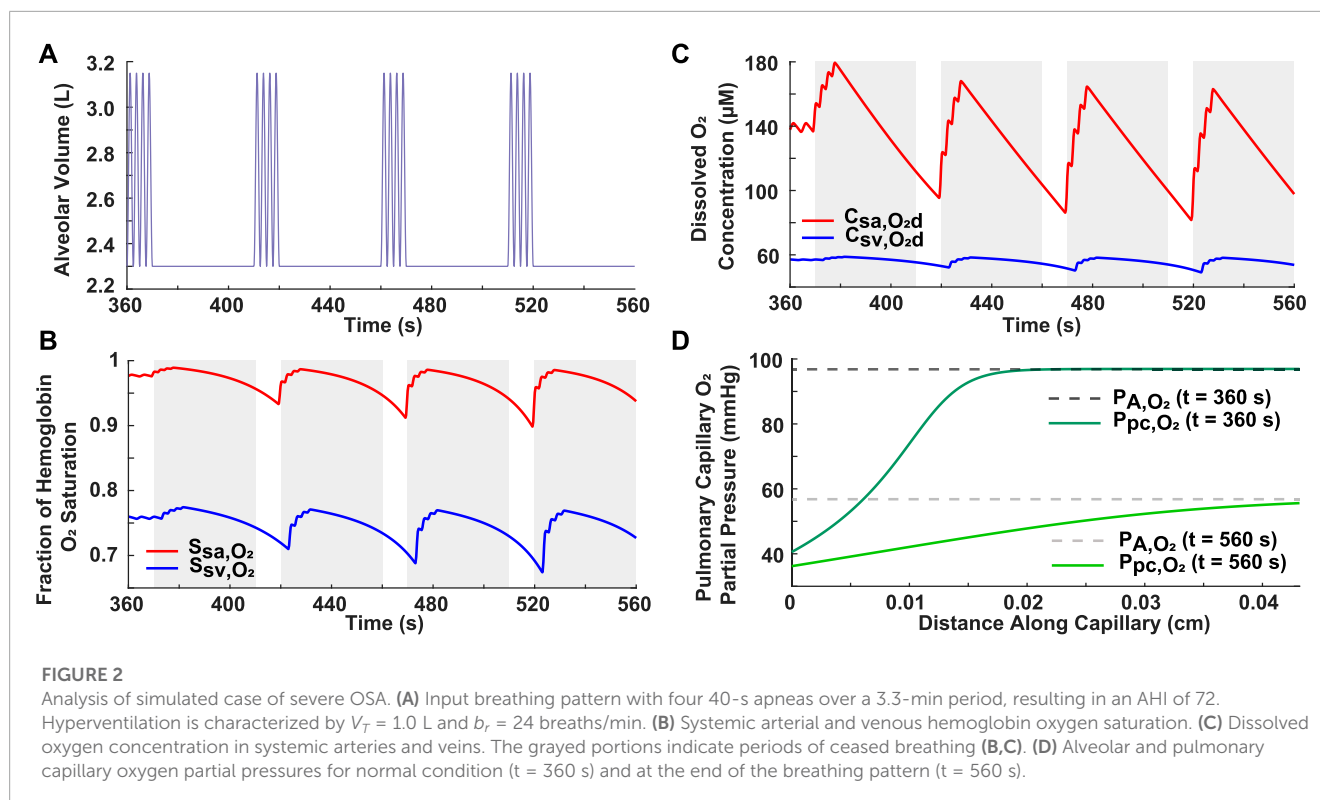 A
Alveolar Volume (L)
3.2
3.0
2.8
2.6
2.4
2.2
360 400 440 480 520 560
Time (s)
B
Fraction of Hemoglobin
O₂ Saturation
1
0.9
0.8
0.7
Ssa,O₂
Ssv,O₂
360 400 440 480 520 560
Time (s)
C
Dissolved O₂
Concentration (µM)
180
140
100
60
Csa,O₂d
Csv,O₂d
360 400 440 480 520 560
Time (s)
D
Pulmonary Capillary O₂
Partial Pressure (mmHg)
100
80
60
40
PA,O₂ (t = 360 s)
Ppc,O₂ (t = 360 s)
PA,O₂ (t = 560 s)
Ppc,O₂ (t = 560 s)
0 0.01 0.02 0.03 0.04
Distance Along Capillary (cm)
FIGURE 2
Analysis of simulated case of severe OSA. (A) Input breathing pattern with four 40-s apneas over a 3.3-min period, resulting in an AHI of 72.
Hyperventilation is characterized by VT = 1.0 L and br = 24 breaths/min. (B) Systemic arterial and venous hemoglobin oxygen saturation. (C) Dissolved
oxygen concentration in systemic arteries and veins. The grayed portions indicate periods of ceased breathing (B,C). (D) Alveolar and pulmonary
capillary oxygen partial pressures for normal condition (t = 360 s) and at the end of the breathing pattern (t = 560 s).